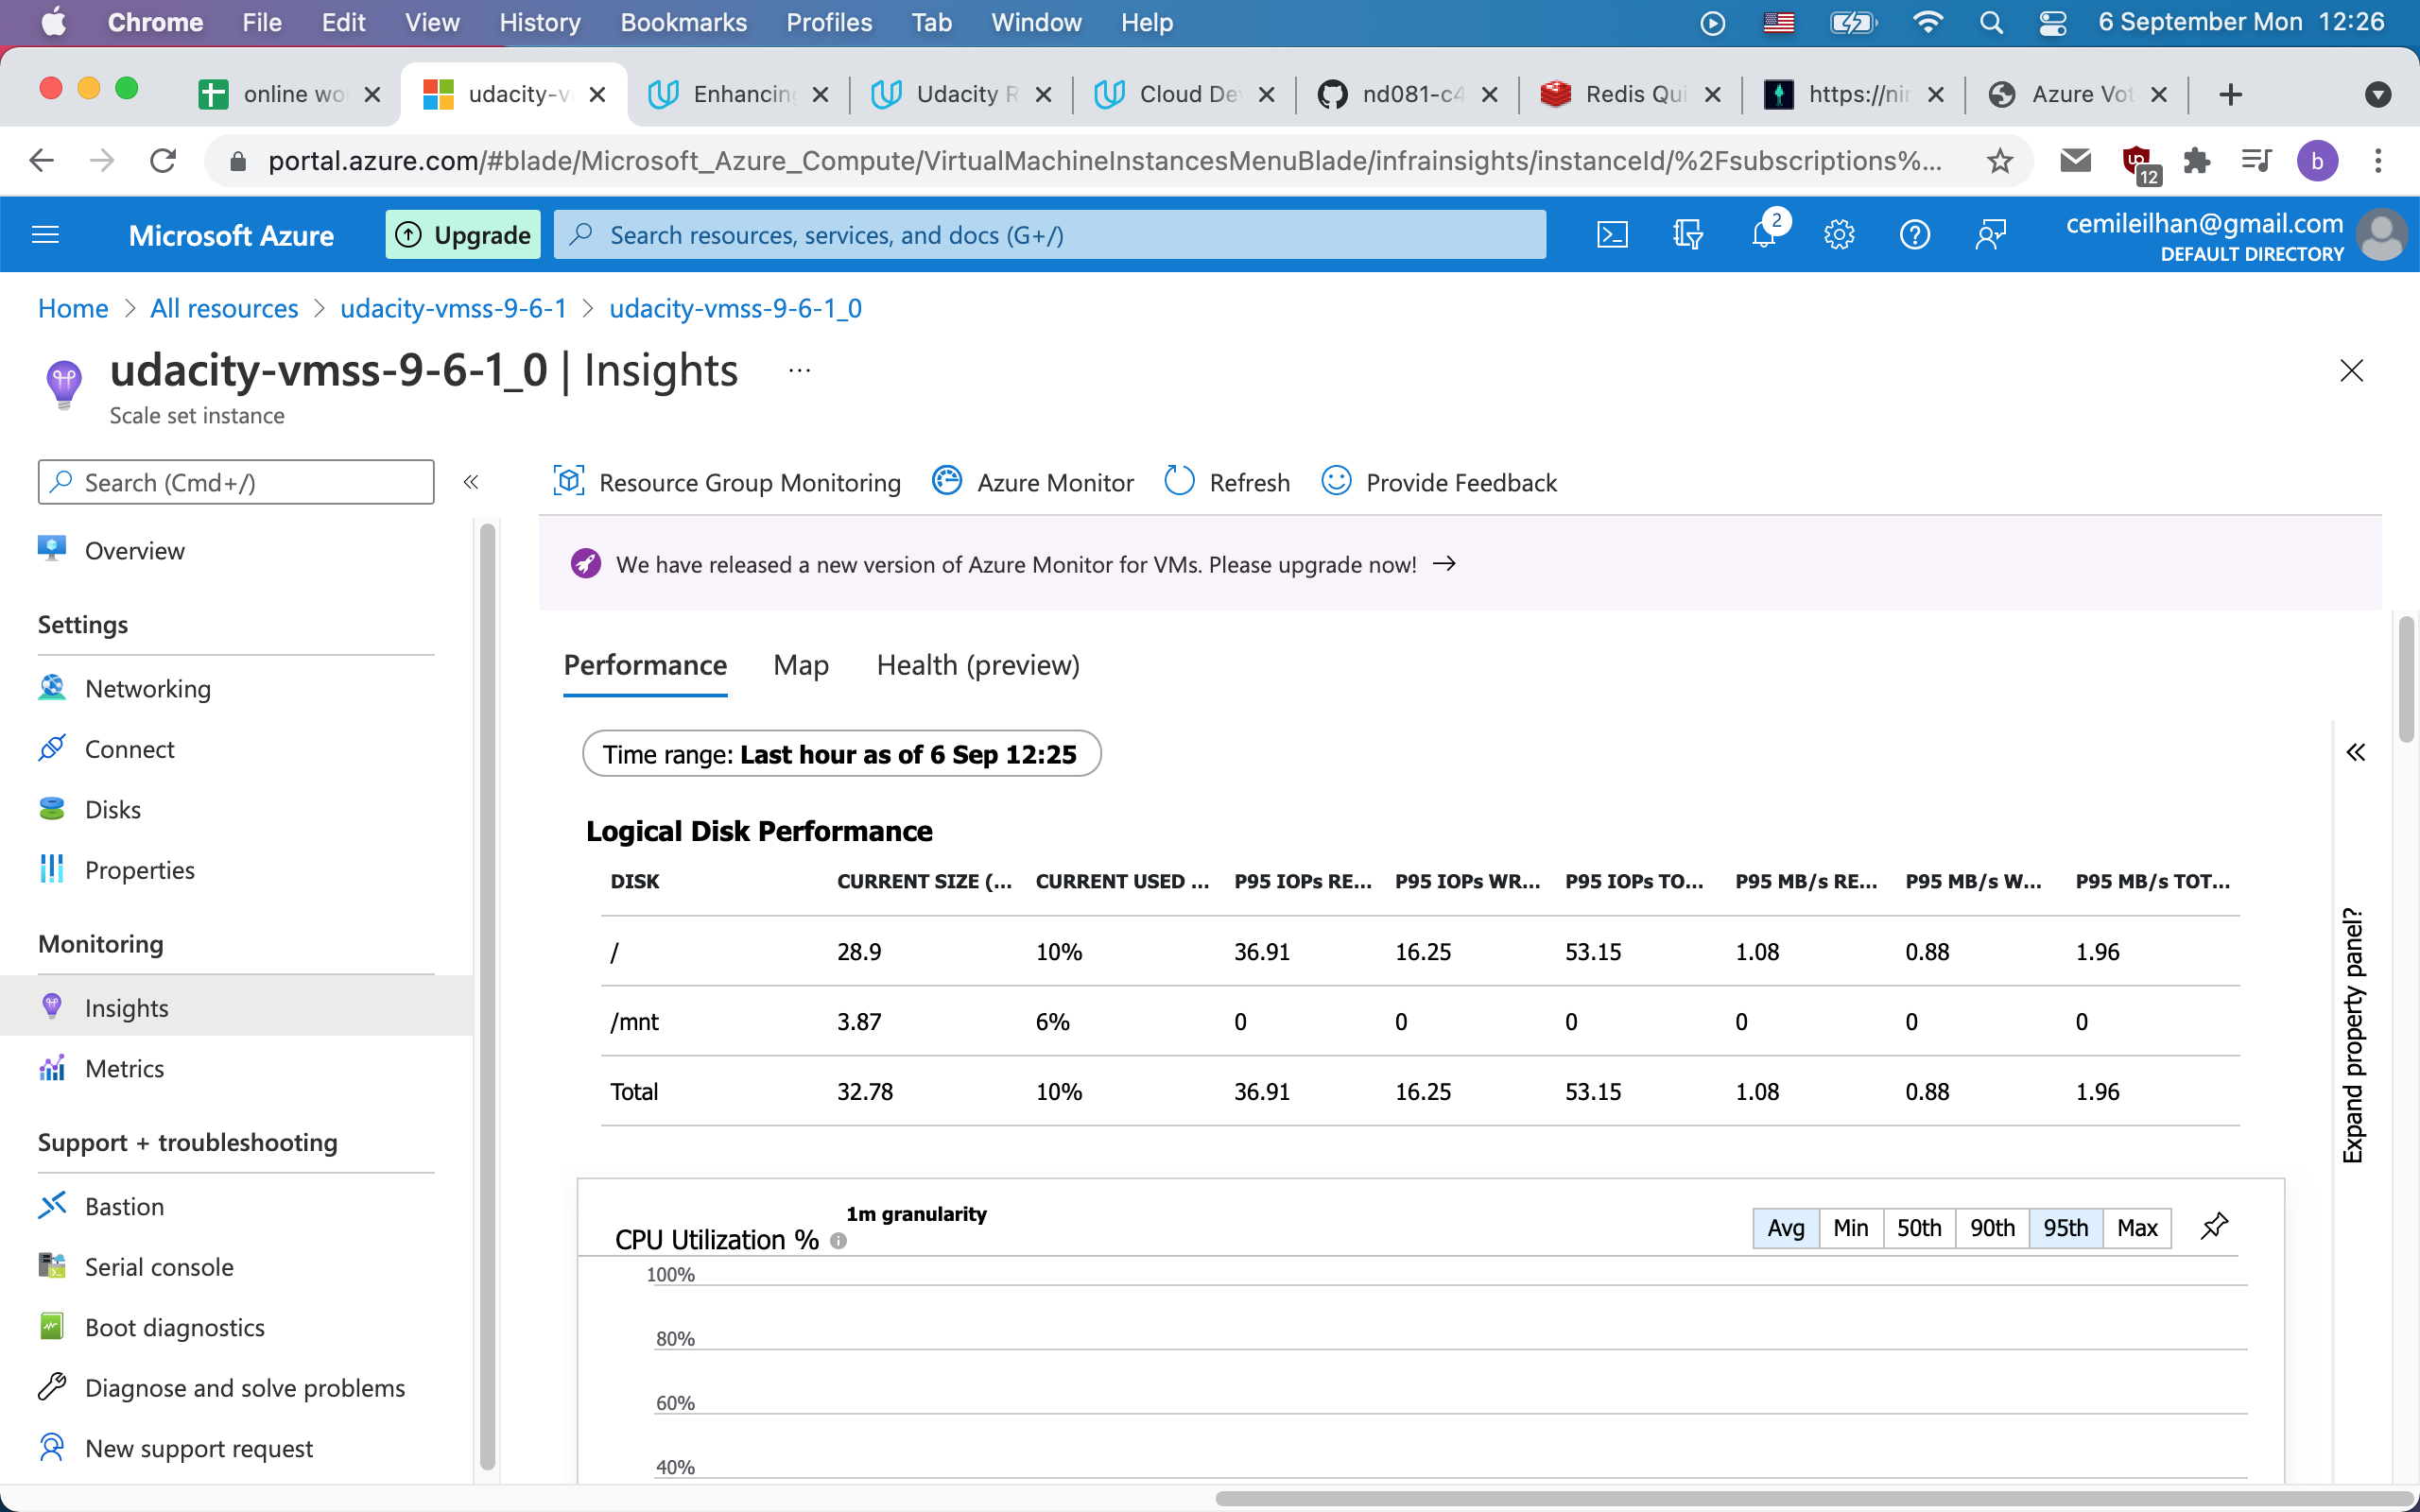 Chrome File Edit View History Bookmarks Profiles Tab Window Help 6 September Mon 12:26
online wo udacity-v Enhancin Udacity R Cloud De nd081-c4 Redis Qui https://nin Azure Vot
portal.azure.com/#blade/Microsoft_Azure_Compute/VirtualMachineInstancesMenuBlade/infrainsights/instanceId/%2Fsubscriptions%... 12 b
Microsoft Azure Upgrade Search resources, services, and docs (G+/) 2 cemileilhan@gmail.com
DEFAULT DIRECTORY
Home > All resources > udacity-vmss-9-6-1 > udacity-vmss-9-6-1_0
udacity-vmss-9-6-1_0 | Insights ...
Scale set instance
Search (Cmd+/)
Overview
Settings
Networking
Connect
Disks
Properties
Monitoring
Insights
Metrics
Support + troubleshooting
Bastion
Serial console
Boot diagnostics
Diagnose and solve problems
New support request
Resource Group Monitoring Azure Monitor Refresh Provide Feedback
We have released a new version of Azure Monitor for VMs. Please upgrade now! →
Performance Map Health (preview)
Time range: Last hour as of 6 Sep 12:25
Logical Disk Performance
DISK CURRENT SIZE (... CURRENT USED ... P95 IOPs RE... P95 IOPs WR... P95 IOPs TO... P95 MB/s RE... P95 MB/s W... P95 MB/s TOT...
/ 28.9 10% 36.91 16.25 53.15 1.08 0.88 1.96
/mnt 3.87 6% 0 0 0 0 0 0
Total 32.78 10% 36.91 16.25 53.15 1.08 0.88 1.96
CPU Utilization % 1m granularity
Avg Min 50th 90th 95th Max
100%
80%
60%
40%
Expand property panel?